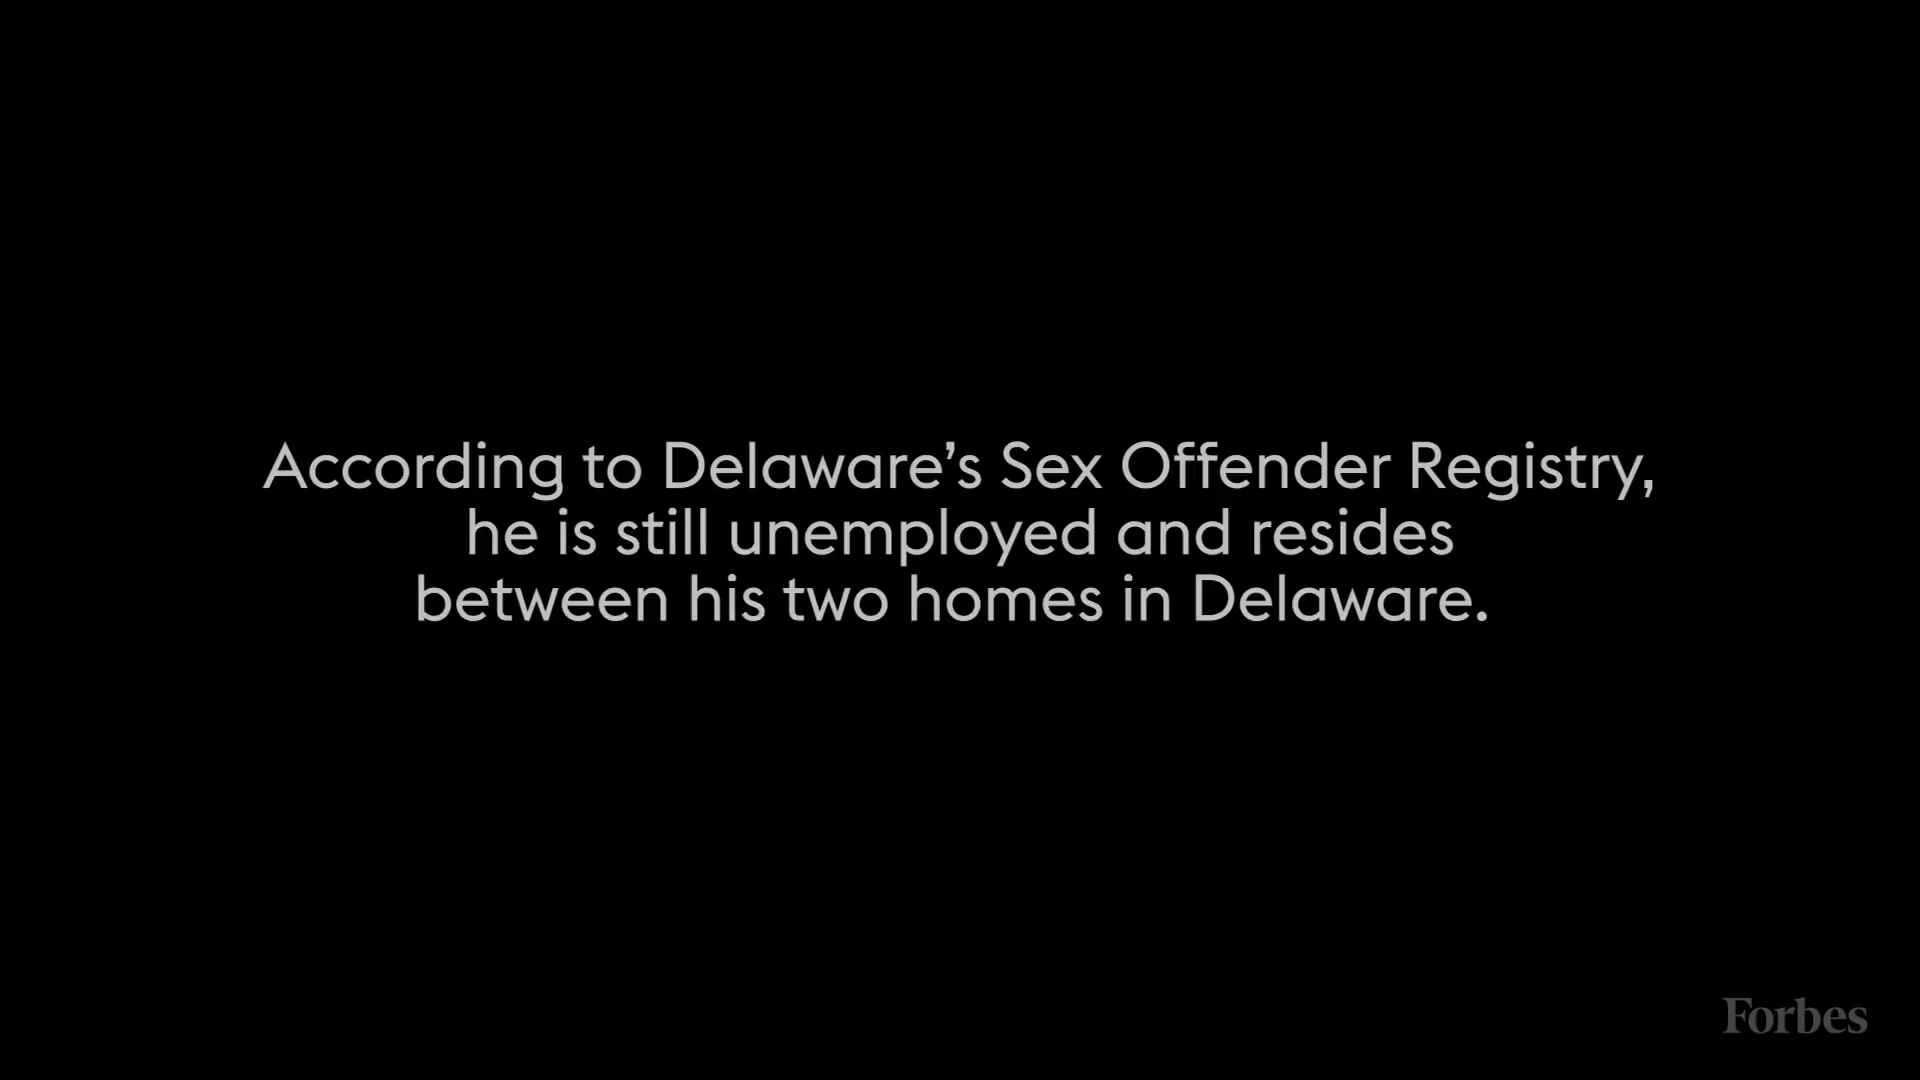 According to Delaware’s Sex Offender Registry,
he is still unemployed and resides
between his two homes in Delaware.
Forbes